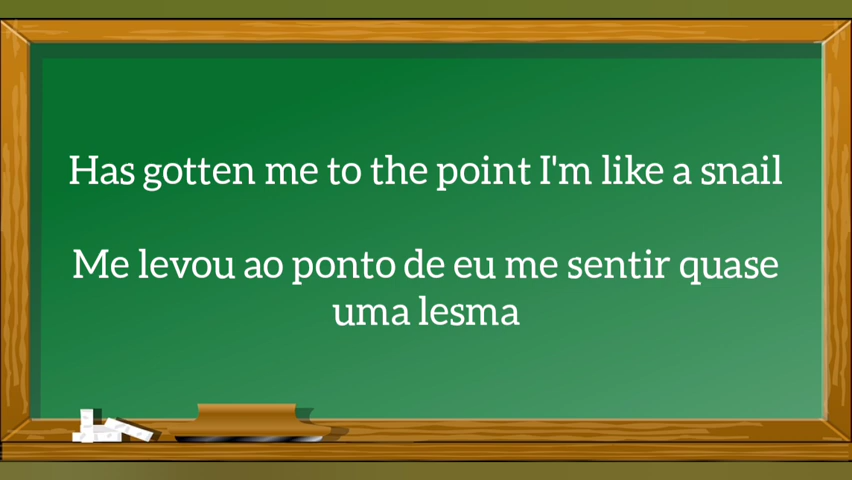 Has gotten me to the point I'm like a snail
Me levou ao ponto de eu me sentir quase
uma lesma